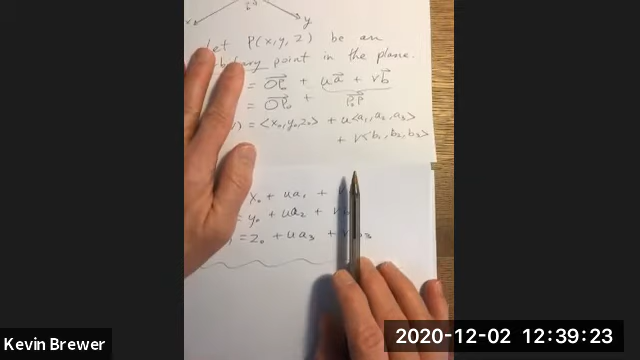 y
Let P(x,y,z) be an
point in the plane.
= OP₀ + ua⃗ + vb⃗
= OP₀ + P₀P
= <x₀,y₀,z₀> + u<a₁,a₂,a₃>
+ v<b₁,b₂,b₃>
x₀ + ua₁ +
= y₀ + ua₂ +
= z₀ + ua₃ +
Kevin Brewer
2020-12-02 12:39:23